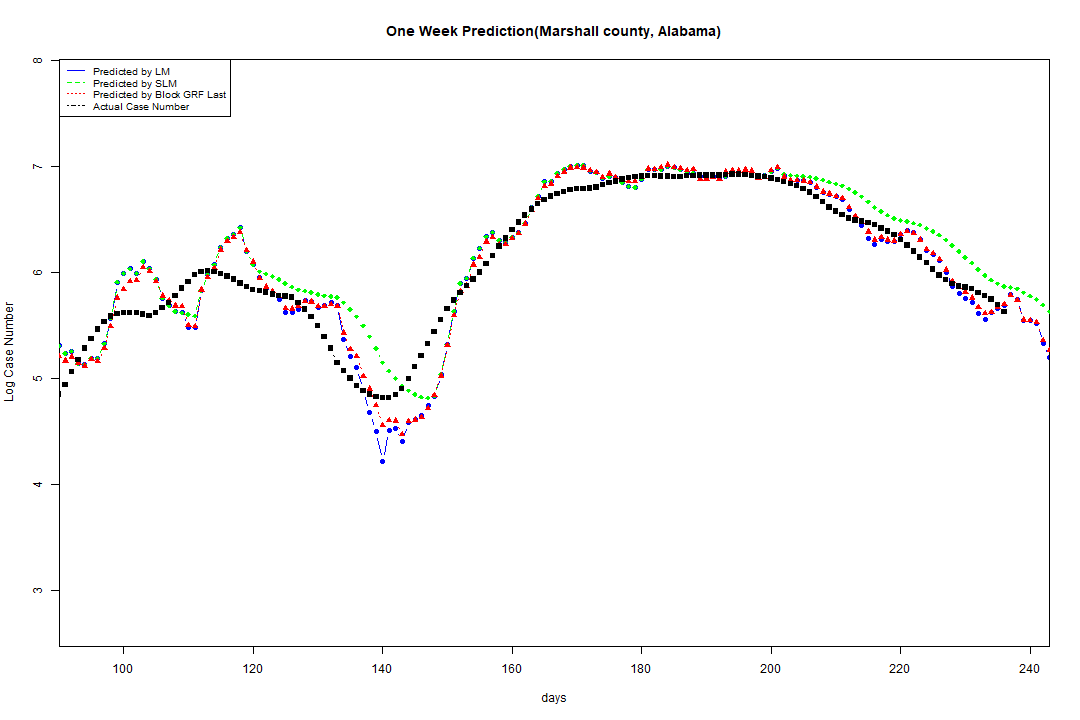 One Week Prediction(Marshall county, Alabama)
Predicted by LM
Predicted by SLM
Predicted by Block GRF Last
Actual Case Number
8
7
6
5
4
3
Log Case Number
100 120 140 160 180 200 220 240
days